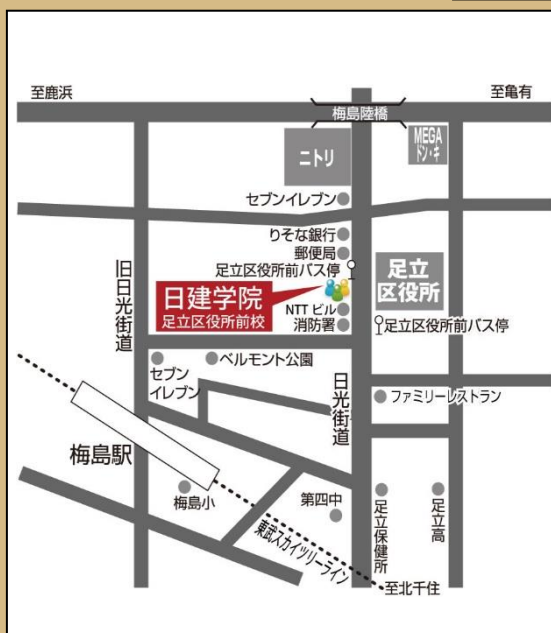 至鹿浜
至亀有
梅島陸橋
ニトリ
MEGA
ドン・キ
セブンイレブン
りそな銀行
郵便局
足立区役所前バス停
足立
区役所
日建学院
足立区役所前校
NTTビル
消防署
足立区役所前バス停
旧日光街道
日光街道
セブン
イレブン
ベルモント公園
ファミリーレストラン
梅島駅
梅島小
第四中
足立保健所
足立高
東武スカイツリーライン
至北千住